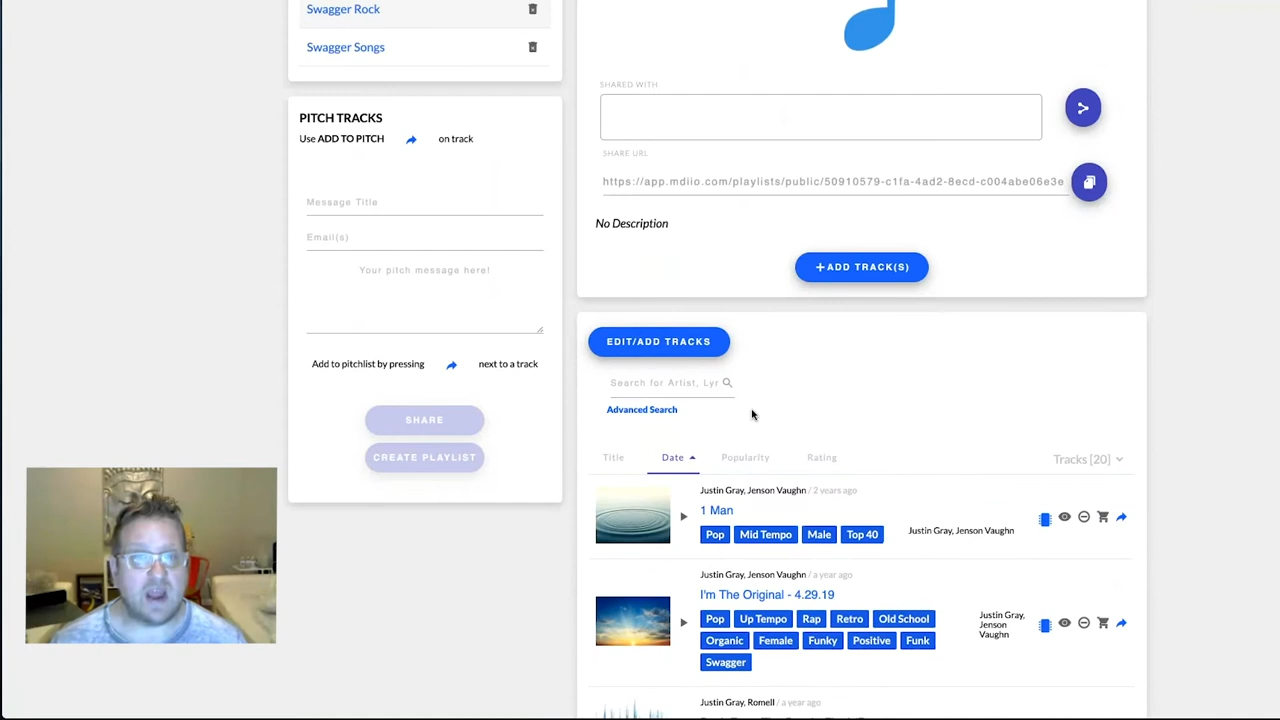 Swagger Rock
Swagger Songs
PITCH TRACKS
Use ADD TO PITCH on track
Message Title
Email(s)
Your pitch message here!
Add to pitchlist by pressing next to a track
SHARE
CREATE PLAYLIST
SHARED WITH
SHARE URL
https://app.mdiio.com/playlists/public/50910579-c1fa-4ad2-8ecd-c004abe06e3e
No Description
+ADD TRACK(S)
EDIT/ADD TRACKS
Search for Artist, Lyr
Advanced Search
Title Date Popularity Rating Tracks [20]
Justin Gray, Jenson Vaughn / 2 years ago
1 Man
Pop Mid Tempo Male Top 40
Justin Gray, Jenson Vaughn
Justin Gray, Jenson Vaughn / a year ago
I'm The Original - 4.29.19
Pop Up Tempo Rap Retro Old School
Organic Female Funky Positive Funk
Swagger
Justin Gray,
Jenson
Vaughn
Justin Gray, Romell / a year ago